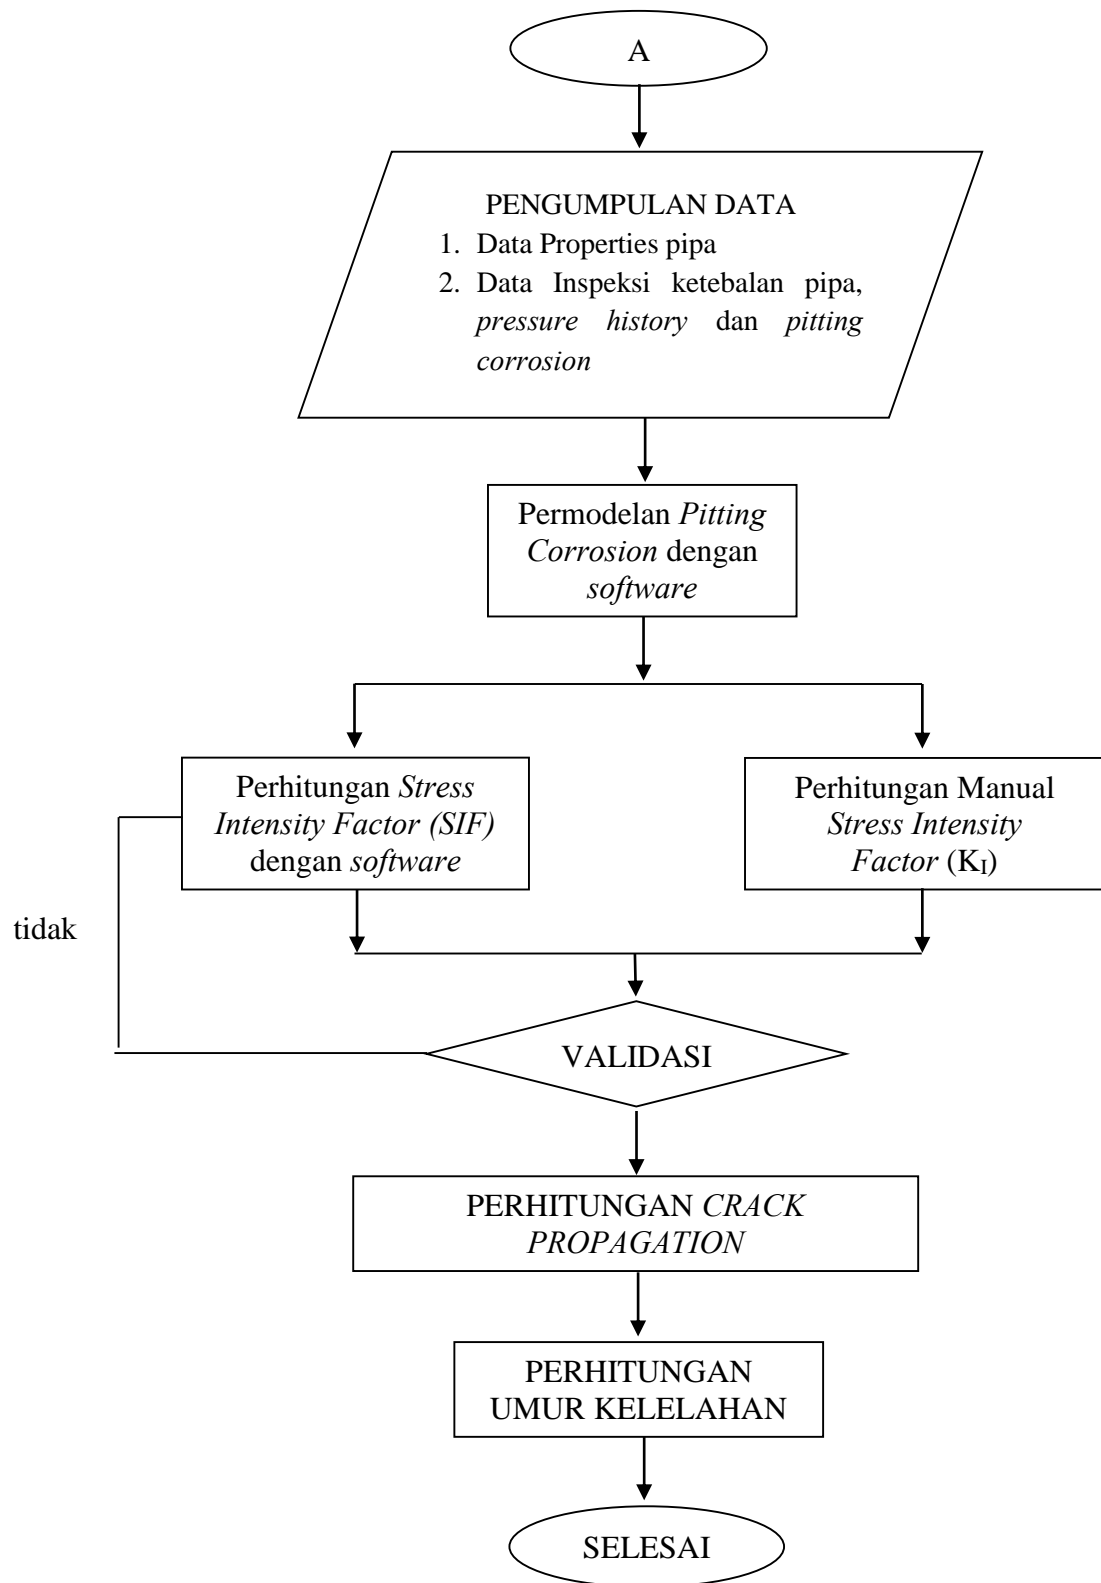 A
PENGUMPULAN DATA
1. Data Properties pipa
2. Data Inspeksi ketebalan pipa,
pressure history dan pitting
corrosion
Permodelan Pitting
Corrosion dengan
software
Perhitungan Stress
Intensity Factor (SIF)
dengan software
Perhitungan Manual
Stress Intensity
Factor (KI)
tidak
VALIDASI
PERHITUNGAN CRACK
PROPAGATION
PERHITUNGAN
UMUR KELELAHAN
SELESAI